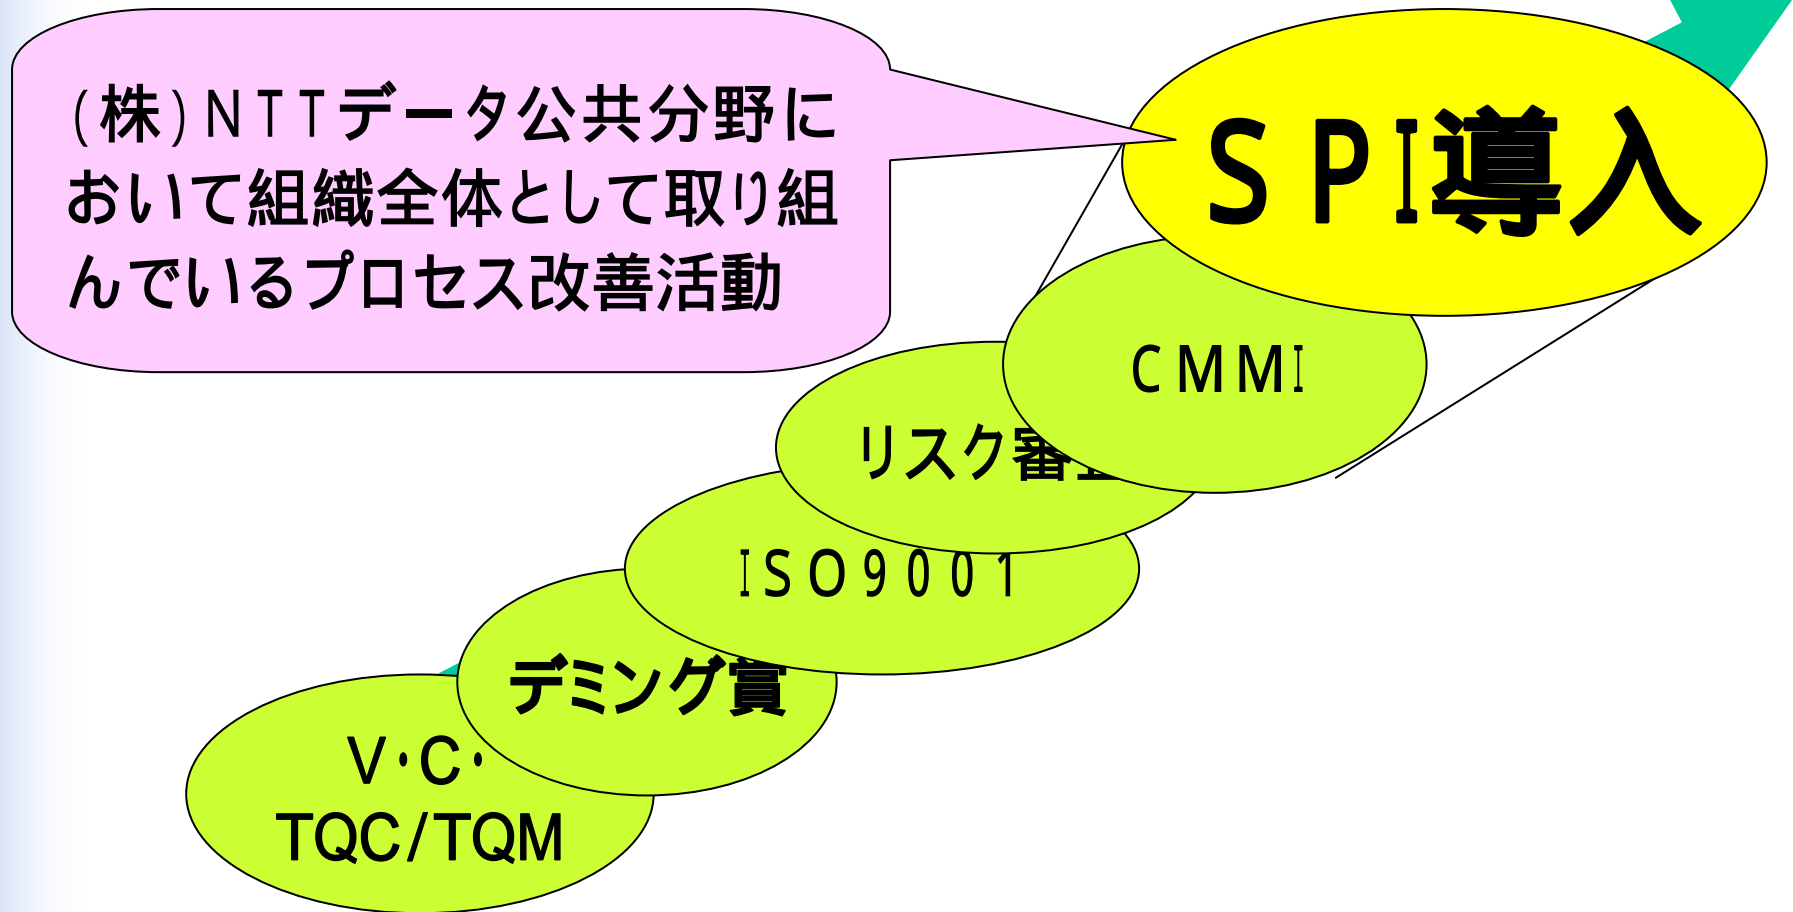 (株)NTTデータ公共分野に
おいて組織全体として取り組
んでいるプロセス改善活動
SPI導入
CMMI
リスク審
ISO9001
デミング賞
V・C・
TQC/TQM